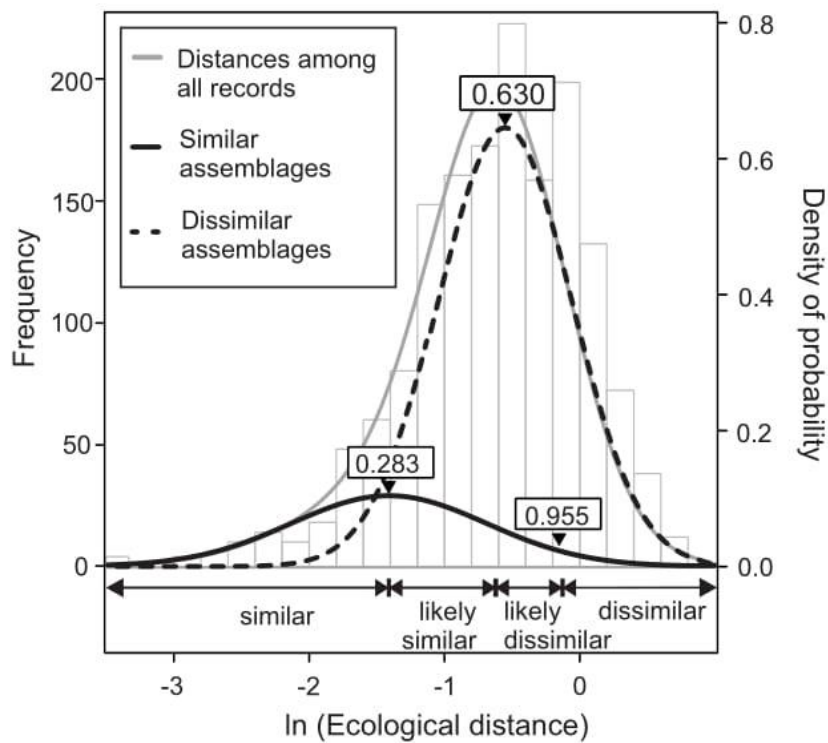 Distances among
all records
Similar
assemblages
Dissimilar
assemblages
0.630
0.283
0.955
Frequency
200
150
100
50
0
Density of probability
0.8
0.6
0.4
0.2
0.0
similar
likely
similar
likely
dissimilar
dissimilar
-3
-2
-1
0
ln (Ecological distance)